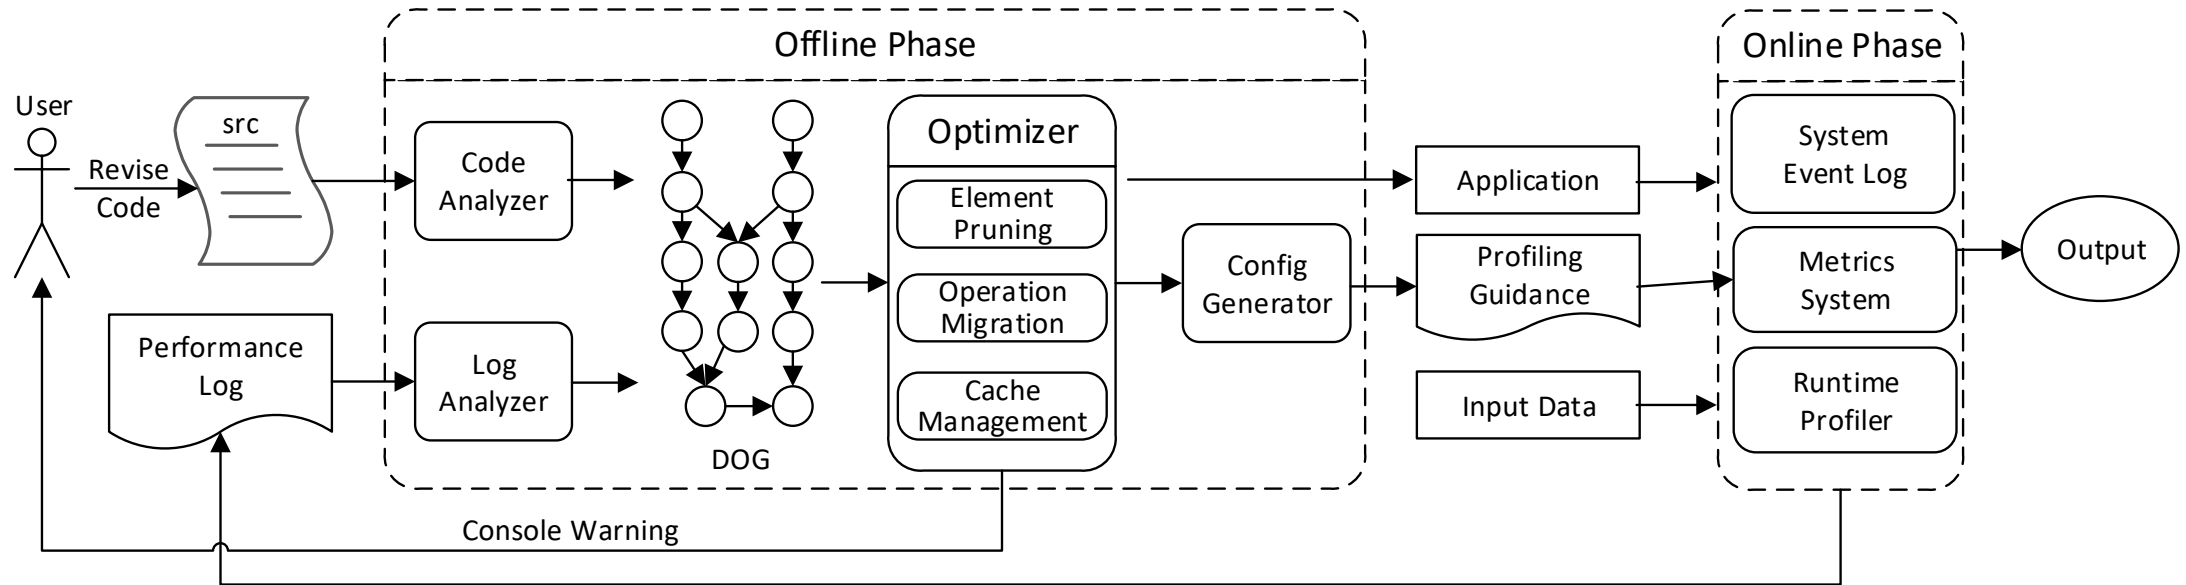 Offline Phase
Online Phase
User
src
Revise
Code
Code
Analyzer
Optimizer
Element
Pruning
Operation
Migration
Cache
Management
Config
Generator
Application
Profiling
Guidance
Input Data
System
Event Log
Metrics
System
Runtime
Profiler
Output
Performance
Log
Log
Analyzer
DOG
Console Warning